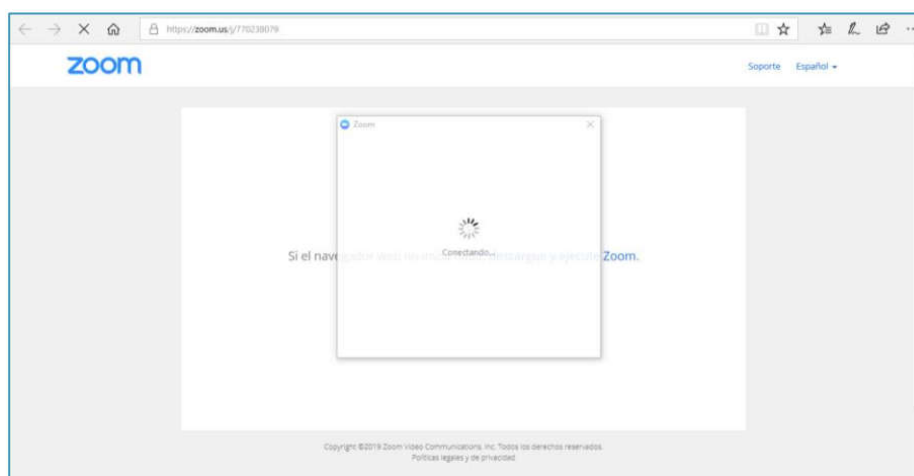 https://zoom.us/j/770238079
zoom
Soporte Español
Zoom
Conectando...
Si el nave Zoom.
Copyright ©2019 Zoom Video Communications, Inc. Todos los derechos reservados.
Políticas legales y de privacidad